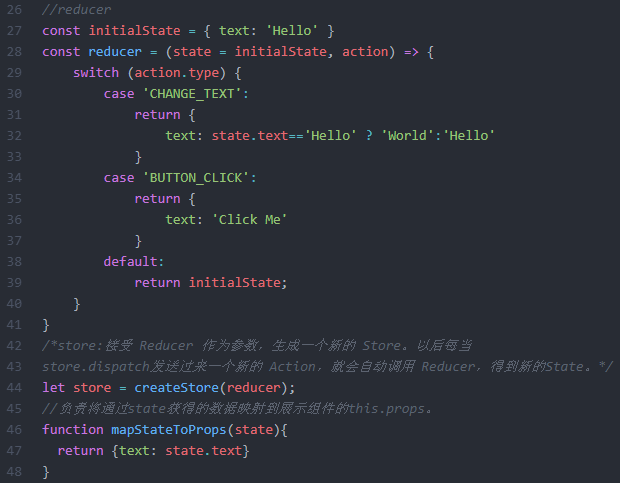 26 //reducer
27 const initialState = { text: 'Hello' }
28 const reducer = (state = initialState, action) => {
29     switch (action.type) {
30         case 'CHANGE_TEXT':
31             return {
32                 text: state.text=='Hello' ? 'World':'Hello'
33             }
34         case 'BUTTON_CLICK':
35             return {
36                 text: 'Click Me'
37             }
38         default:
39             return initialState;
40     }
41 }
42 /*store:接受 Reducer 作为参数，生成一个新的 Store。以后每当
43 store.dispatch发送过来一个新的 Action，就会自动调用 Reducer，得到新的State。*/
44 let store = createStore(reducer);
45 //负责将通过state获得的数据映射到展示组件的this.props。
46 function mapStateToProps(state){
47   return {text: state.text}
48 }